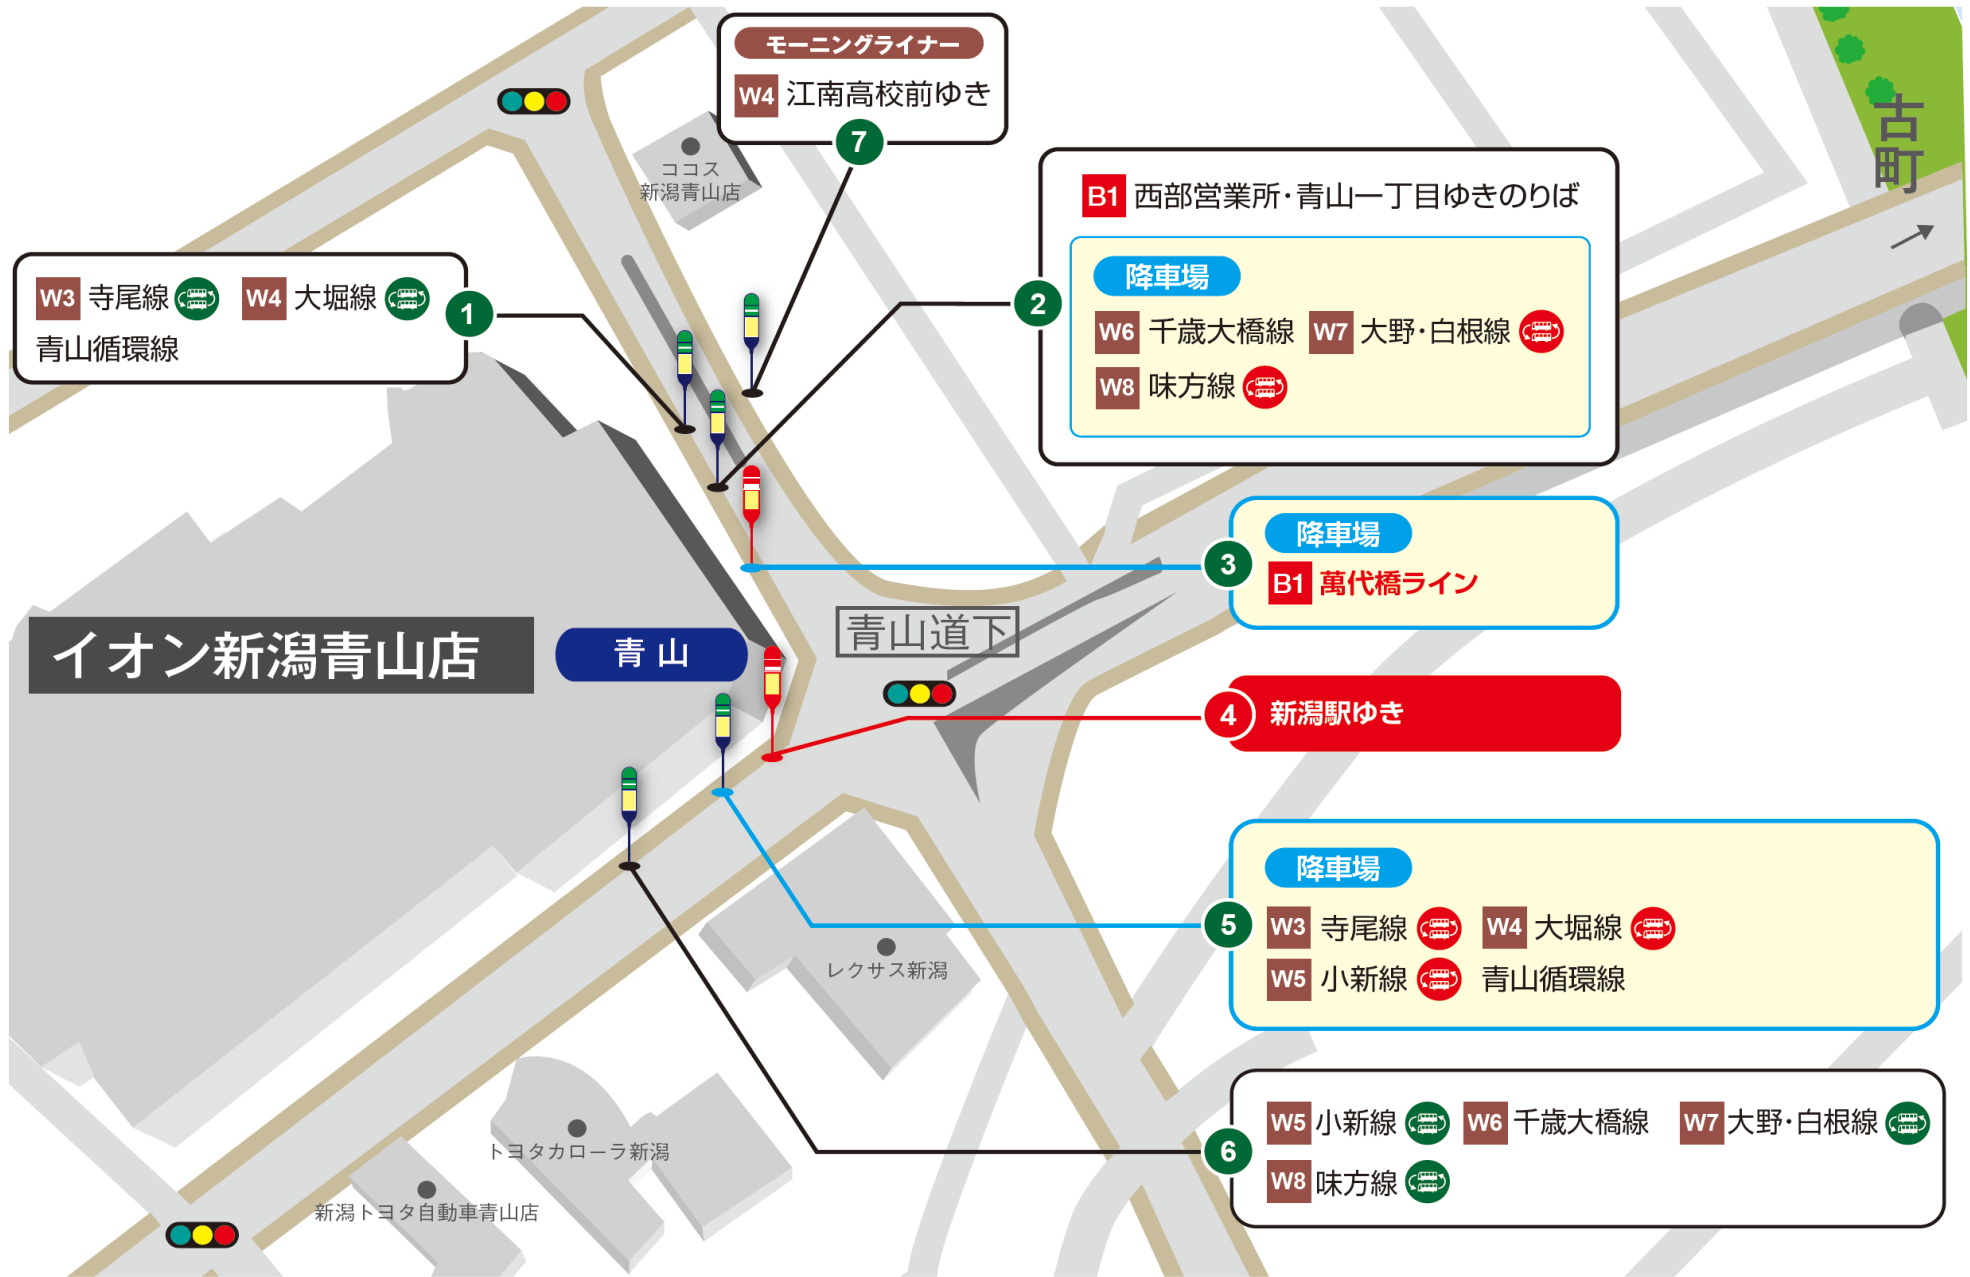 モーニングライナー
W4 江南高校前ゆき
7
ココス
新潟青山店
古町
B1 西部営業所・青山一丁目ゆきのりば
降車場
W6 千歳大橋線 W7 大野・白根線
W8 味方線
2
W3 寺尾線 W4 大堀線
青山循環線
1
3
降車場
B1 萬代橋ライン
イオン新潟青山店
青山
青山道下
4 新潟駅ゆき
5
降車場
W3 寺尾線 W4 大堀線
W5 小新線 青山循環線
レクサス新潟
6
W5 小新線 W6 千歳大橋線 W7 大野・白根線
W8 味方線
トヨタカローラ新潟
新潟トヨタ自動車青山店